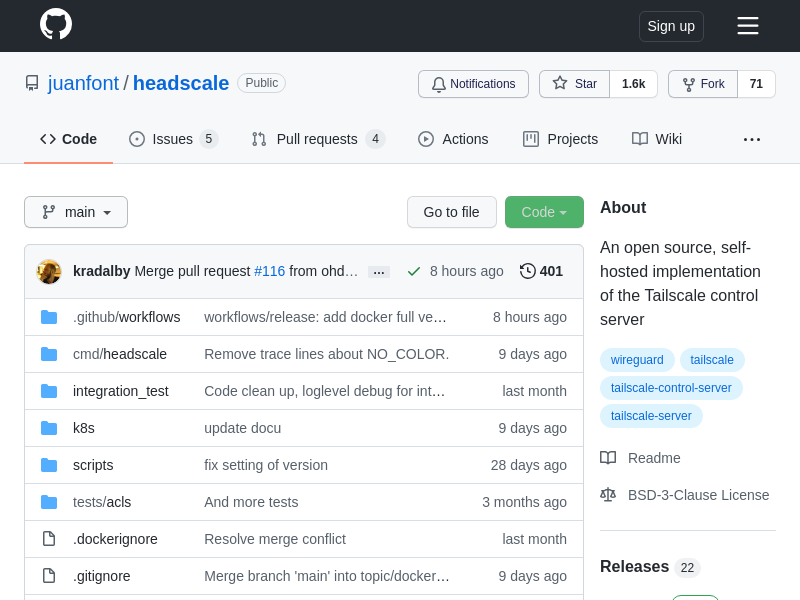 Sign up
juanfont / headscale Public
Notifications Star 1.6k Fork 71
Code Issues 5 Pull requests 4 Actions Projects Wiki ...
main Go to file Code
kradalby Merge pull request #116 from ohd… ... 8 hours ago 401
.github/workflows workflows/release: add docker full ve… 8 hours ago
cmd/headscale Remove trace lines about NO_COLOR. 9 days ago
integration_test Code clean up, loglevel debug for int… last month
k8s update docu 9 days ago
scripts fix setting of version 28 days ago
tests/acls And more tests 3 months ago
.dockerignore Resolve merge conflict last month
.gitignore Merge branch 'main' into topic/docker… 9 days ago
About
An open source, self-
hosted implementation
of the Tailscale control
server
wireguard tailscale
tailscale-control-server
tailscale-server
Readme
BSD-3-Clause License
Releases 22